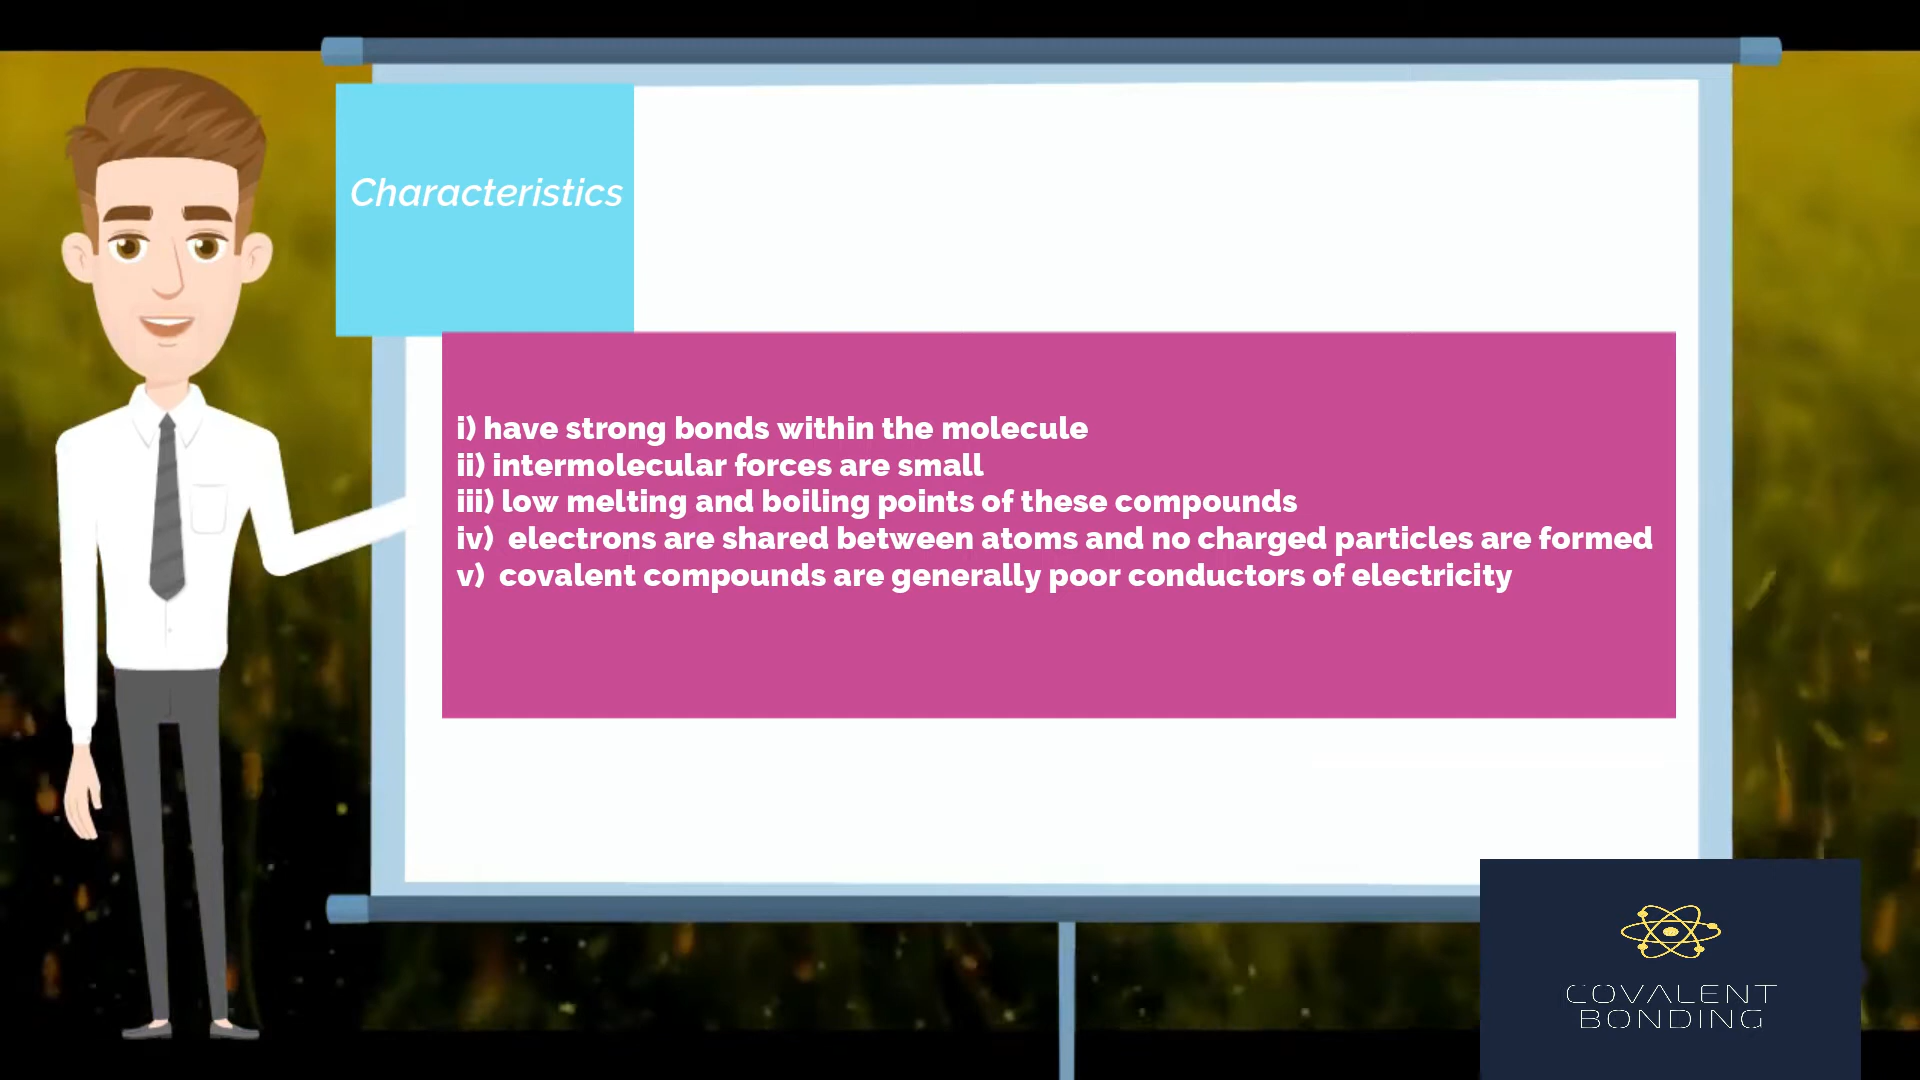 Characteristics
i) have strong bonds within the molecule
ii) intermolecular forces are small
iii) low melting and boiling points of these compounds
iv)  electrons are shared between atoms and no charged particles are formed
v)  covalent compounds are generally poor conductors of electricity
COVALENT
BONDING